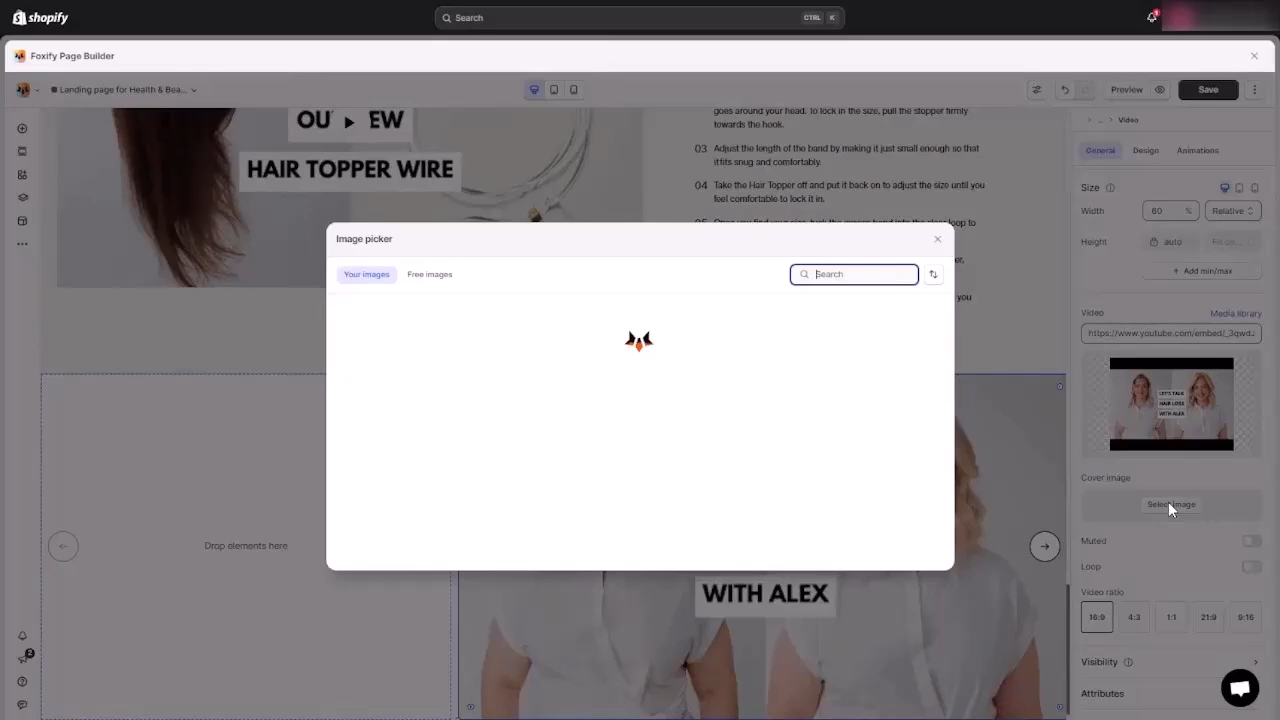 shopify
Search
CTRL K
Foxify Page Builder
Landing page for Health & Bea...
Preview
Save
OU EW
HAIR TOPPER WIRE
goes around your head. To lock in the size, pull the stopper firmly
towards the hook.
03 Adjust the length of the band by making it just small enough so that
it fits snug and comfortably.
04 Take the Hair Topper off and put it back on to adjust the size until you
feel comfortable to lock it in.
... Video
General
Design
Animations
Size
Width
60 %
Relative
Height
auto
+ Add min/max
Video
Media library
https://www.youtube.com/embed/_3qwd.
LET'S TALK
HAIR LOSS
WITH ALEX
Cover image
Select image
Muted
Loop
Video ratio
16:9
4:3
1:1
21:9
9:16
Visibility
Attributes
Image picker
Your images
Free images
Search
you
Drop elements here
WITH ALEX
2